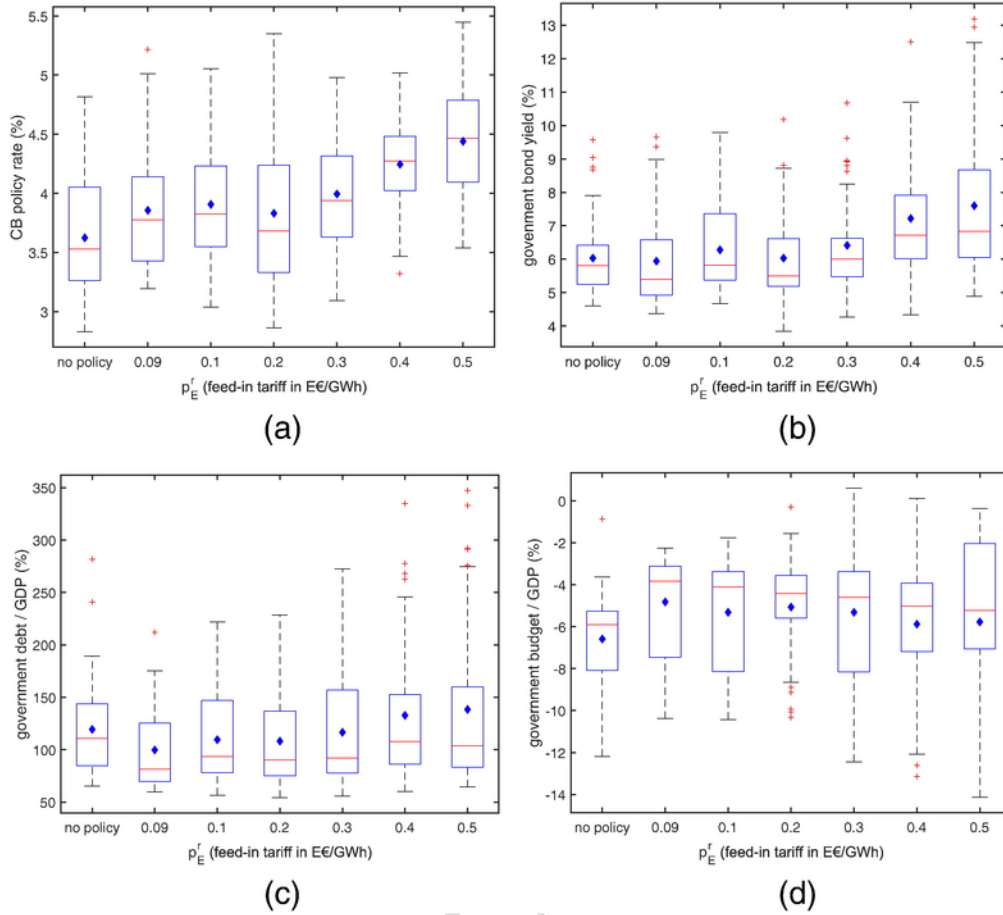 5.5
5
4.5
4
3.5
3
CB policy rate (%)
no policy 0.09 0.1 0.2 0.3 0.4 0.5
p_E^r (feed-in tariff in E€/GWh)
(a)
13
12
11
10
9
8
7
6
5
4
govenment bond yield (%)
no policy 0.09 0.1 0.2 0.3 0.4 0.5
p_E^r (feed-in tariff in E€/GWh)
(b)
350
300
250
200
150
100
50
government debt / GDP (%)
no policy 0.09 0.1 0.2 0.3 0.4 0.5
p_E^r (feed-in tariff in E€/GWh)
(c)
0
-2
-4
-6
-8
-10
-12
-14
government budget / GDP (%)
no policy 0.09 0.1 0.2 0.3 0.4 0.5
p_E^r (feed-in tariff in E€/GWh)
(d)